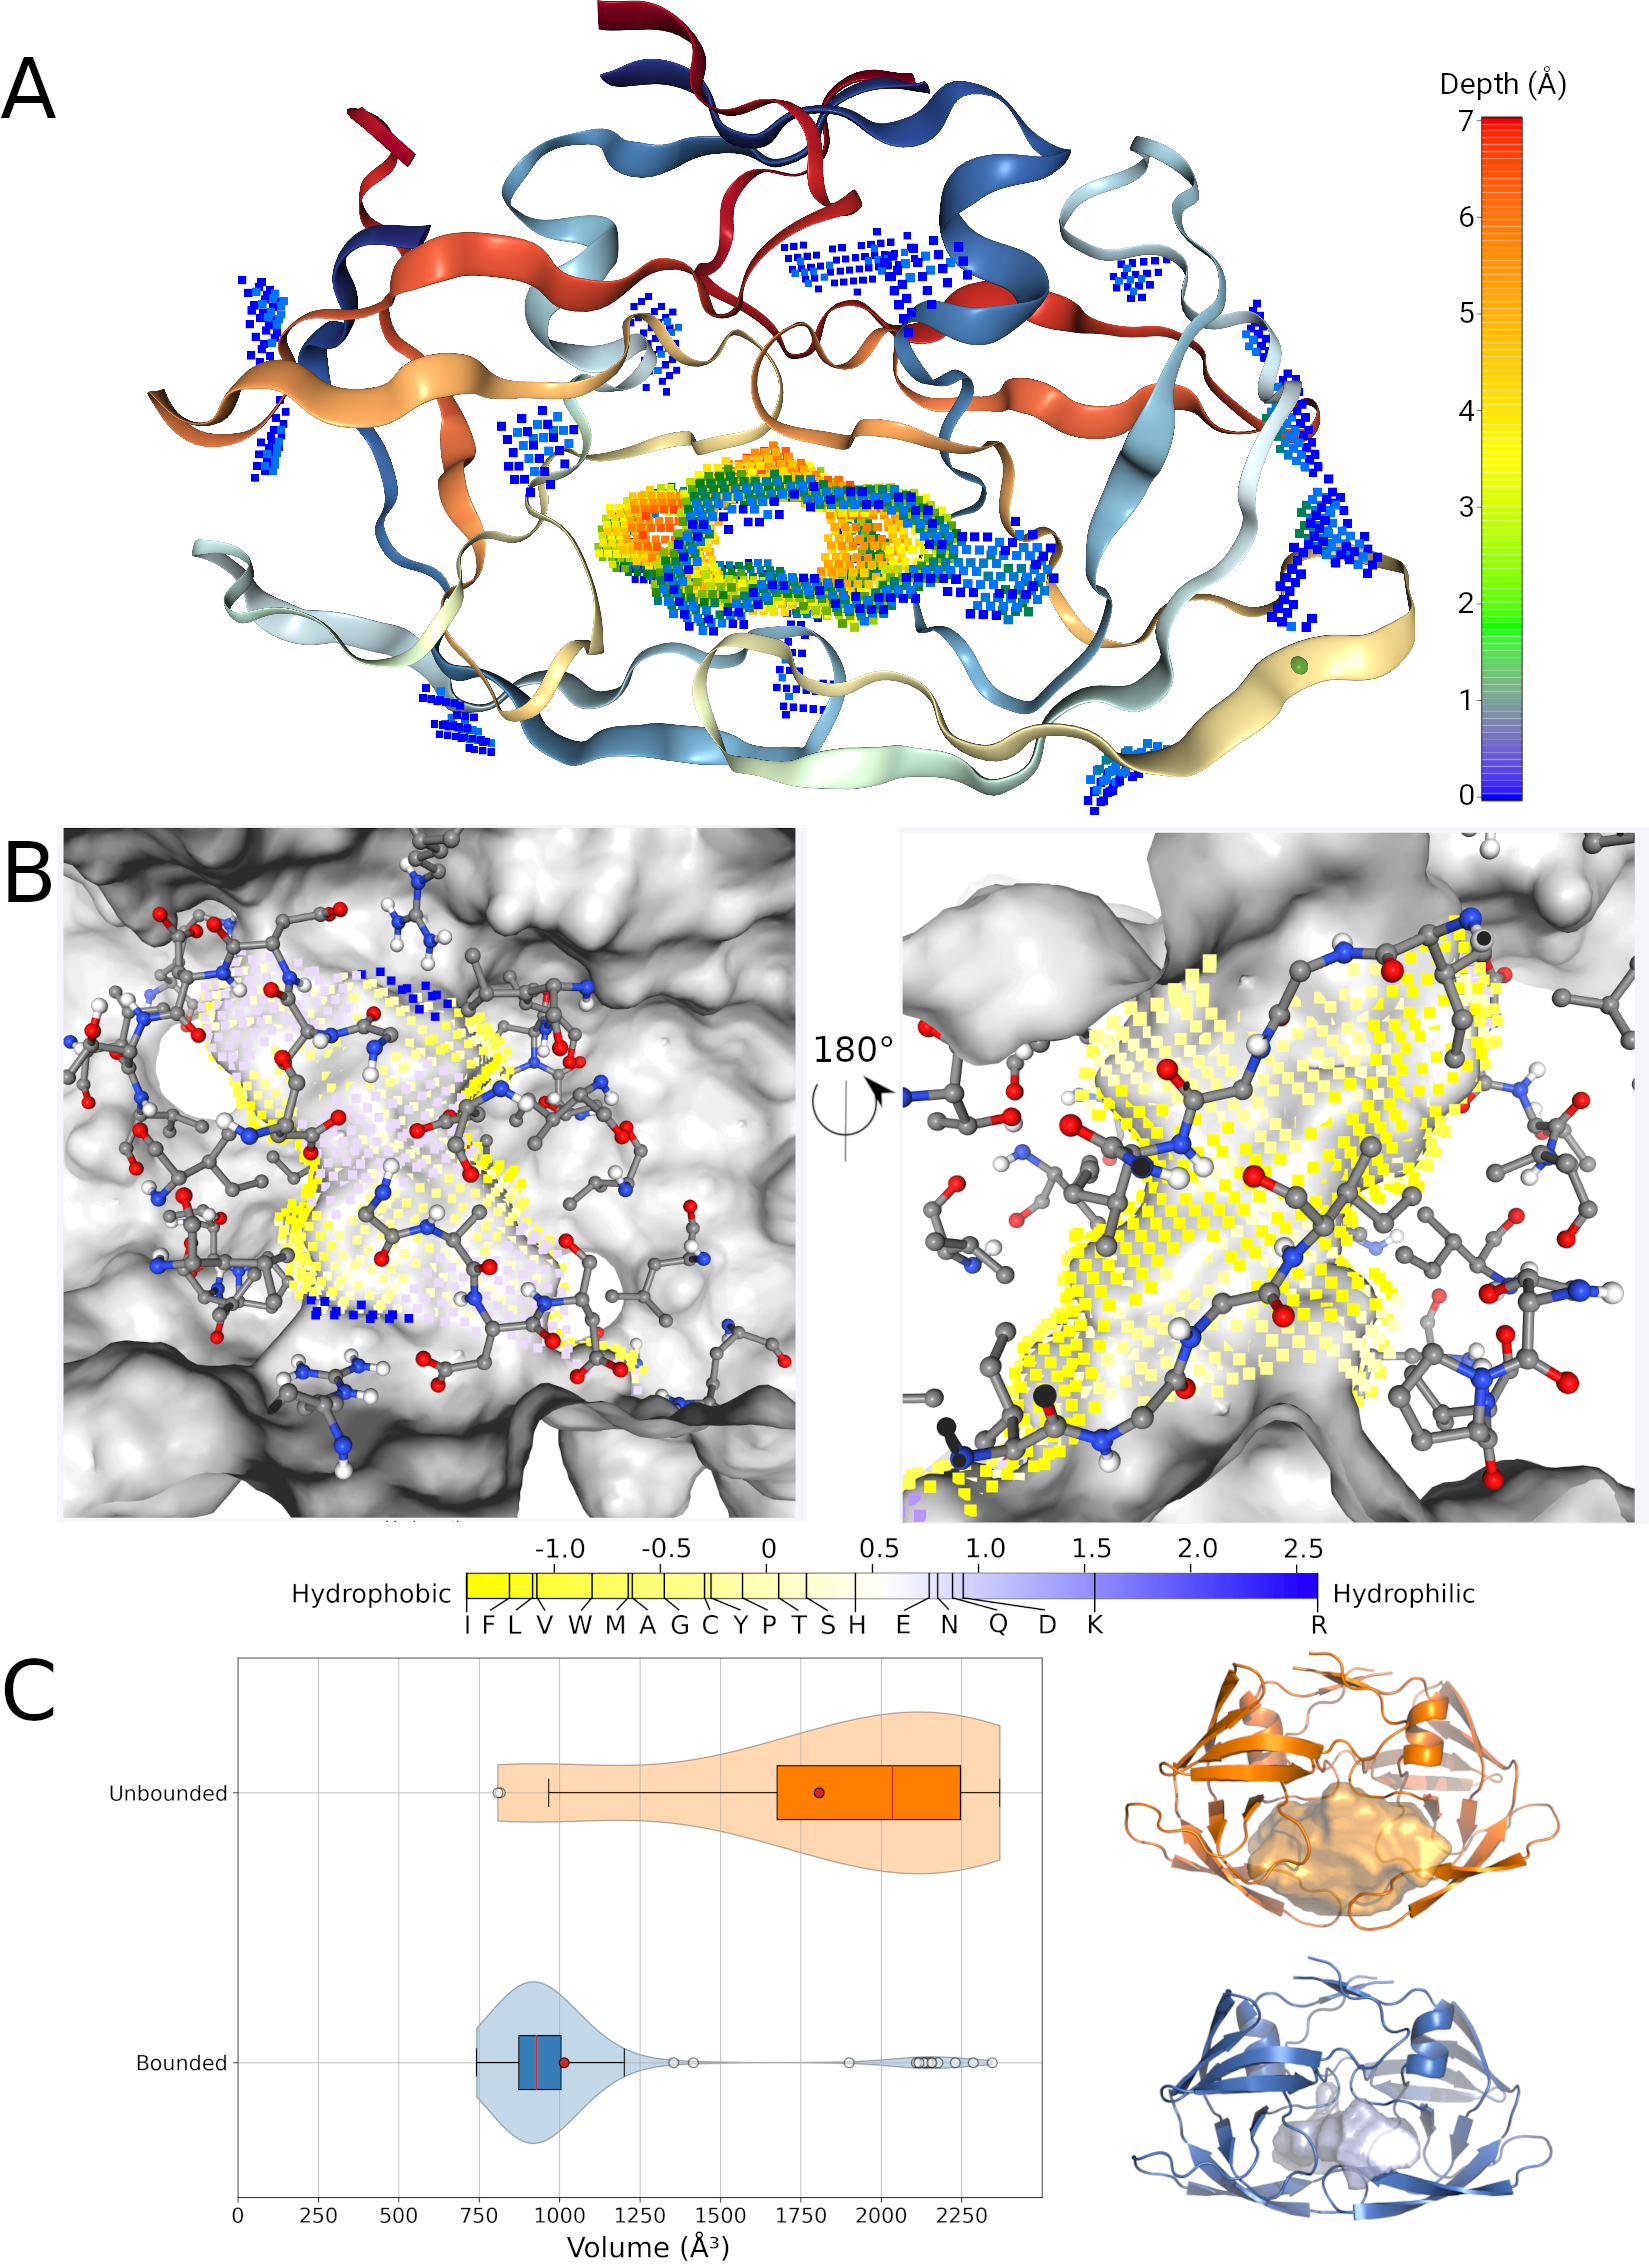 A
Depth (Å)
7
6
5
4
3
2
1
0
B
180°
-1.0 -0.5 0 0.5 1.0 1.5 2.0 2.5
Hydrophobic Hydrophilic
I F L V W M A G C Y P T S H E N Q D K R
C
Unbounded
Bounded
0 250 500 750 1000 1250 1500 1750 2000 2250
Volume (Å³)